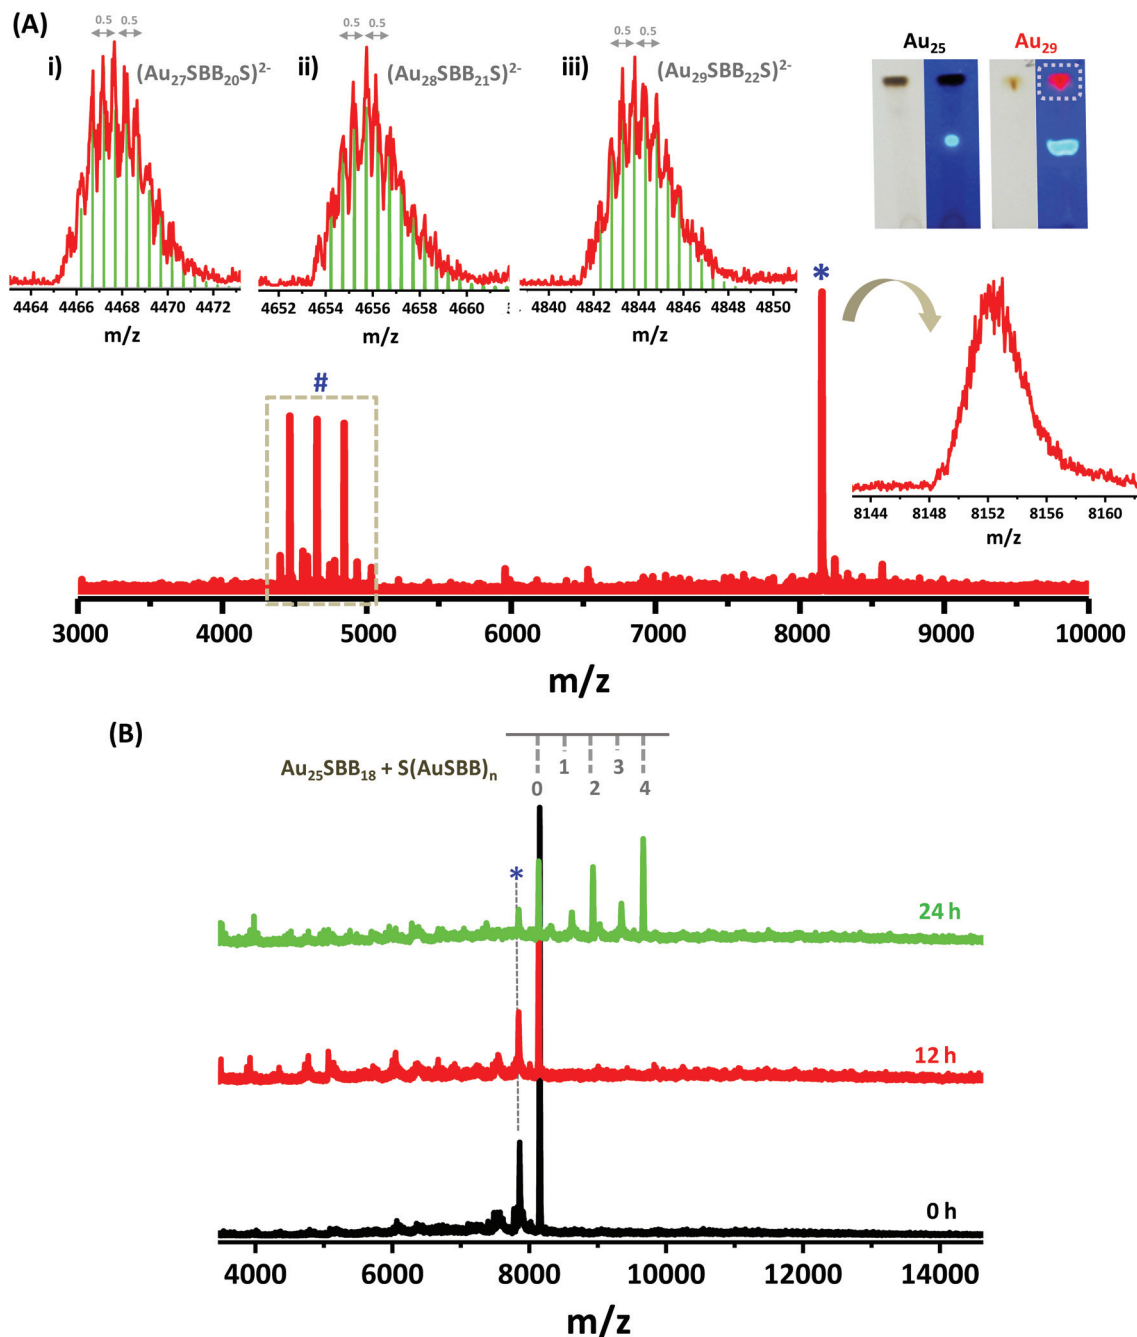 (A)
0.5 0.5
i)
(Au27SBB20S)2-
0.5 0.5
ii)
(Au28SBB21S)2-
0.5 0.5
iii)
(Au29SBB22S)2-
Au25
Au29
4464 4466 4468 4470 4472
m/z
4652 4654 4656 4658 4660
m/z
4840 4842 4844 4846 4848 4850
m/z
*
#
8144 8148 8152 8156 8160
m/z
3000 4000 5000 6000 7000 8000 9000 10000
m/z
(B)
Au25SBB18 + S(AuSBB)n
0 1 2 3 4
*
24 h
12 h
0 h
4000 6000 8000 10000 12000 14000
m/z